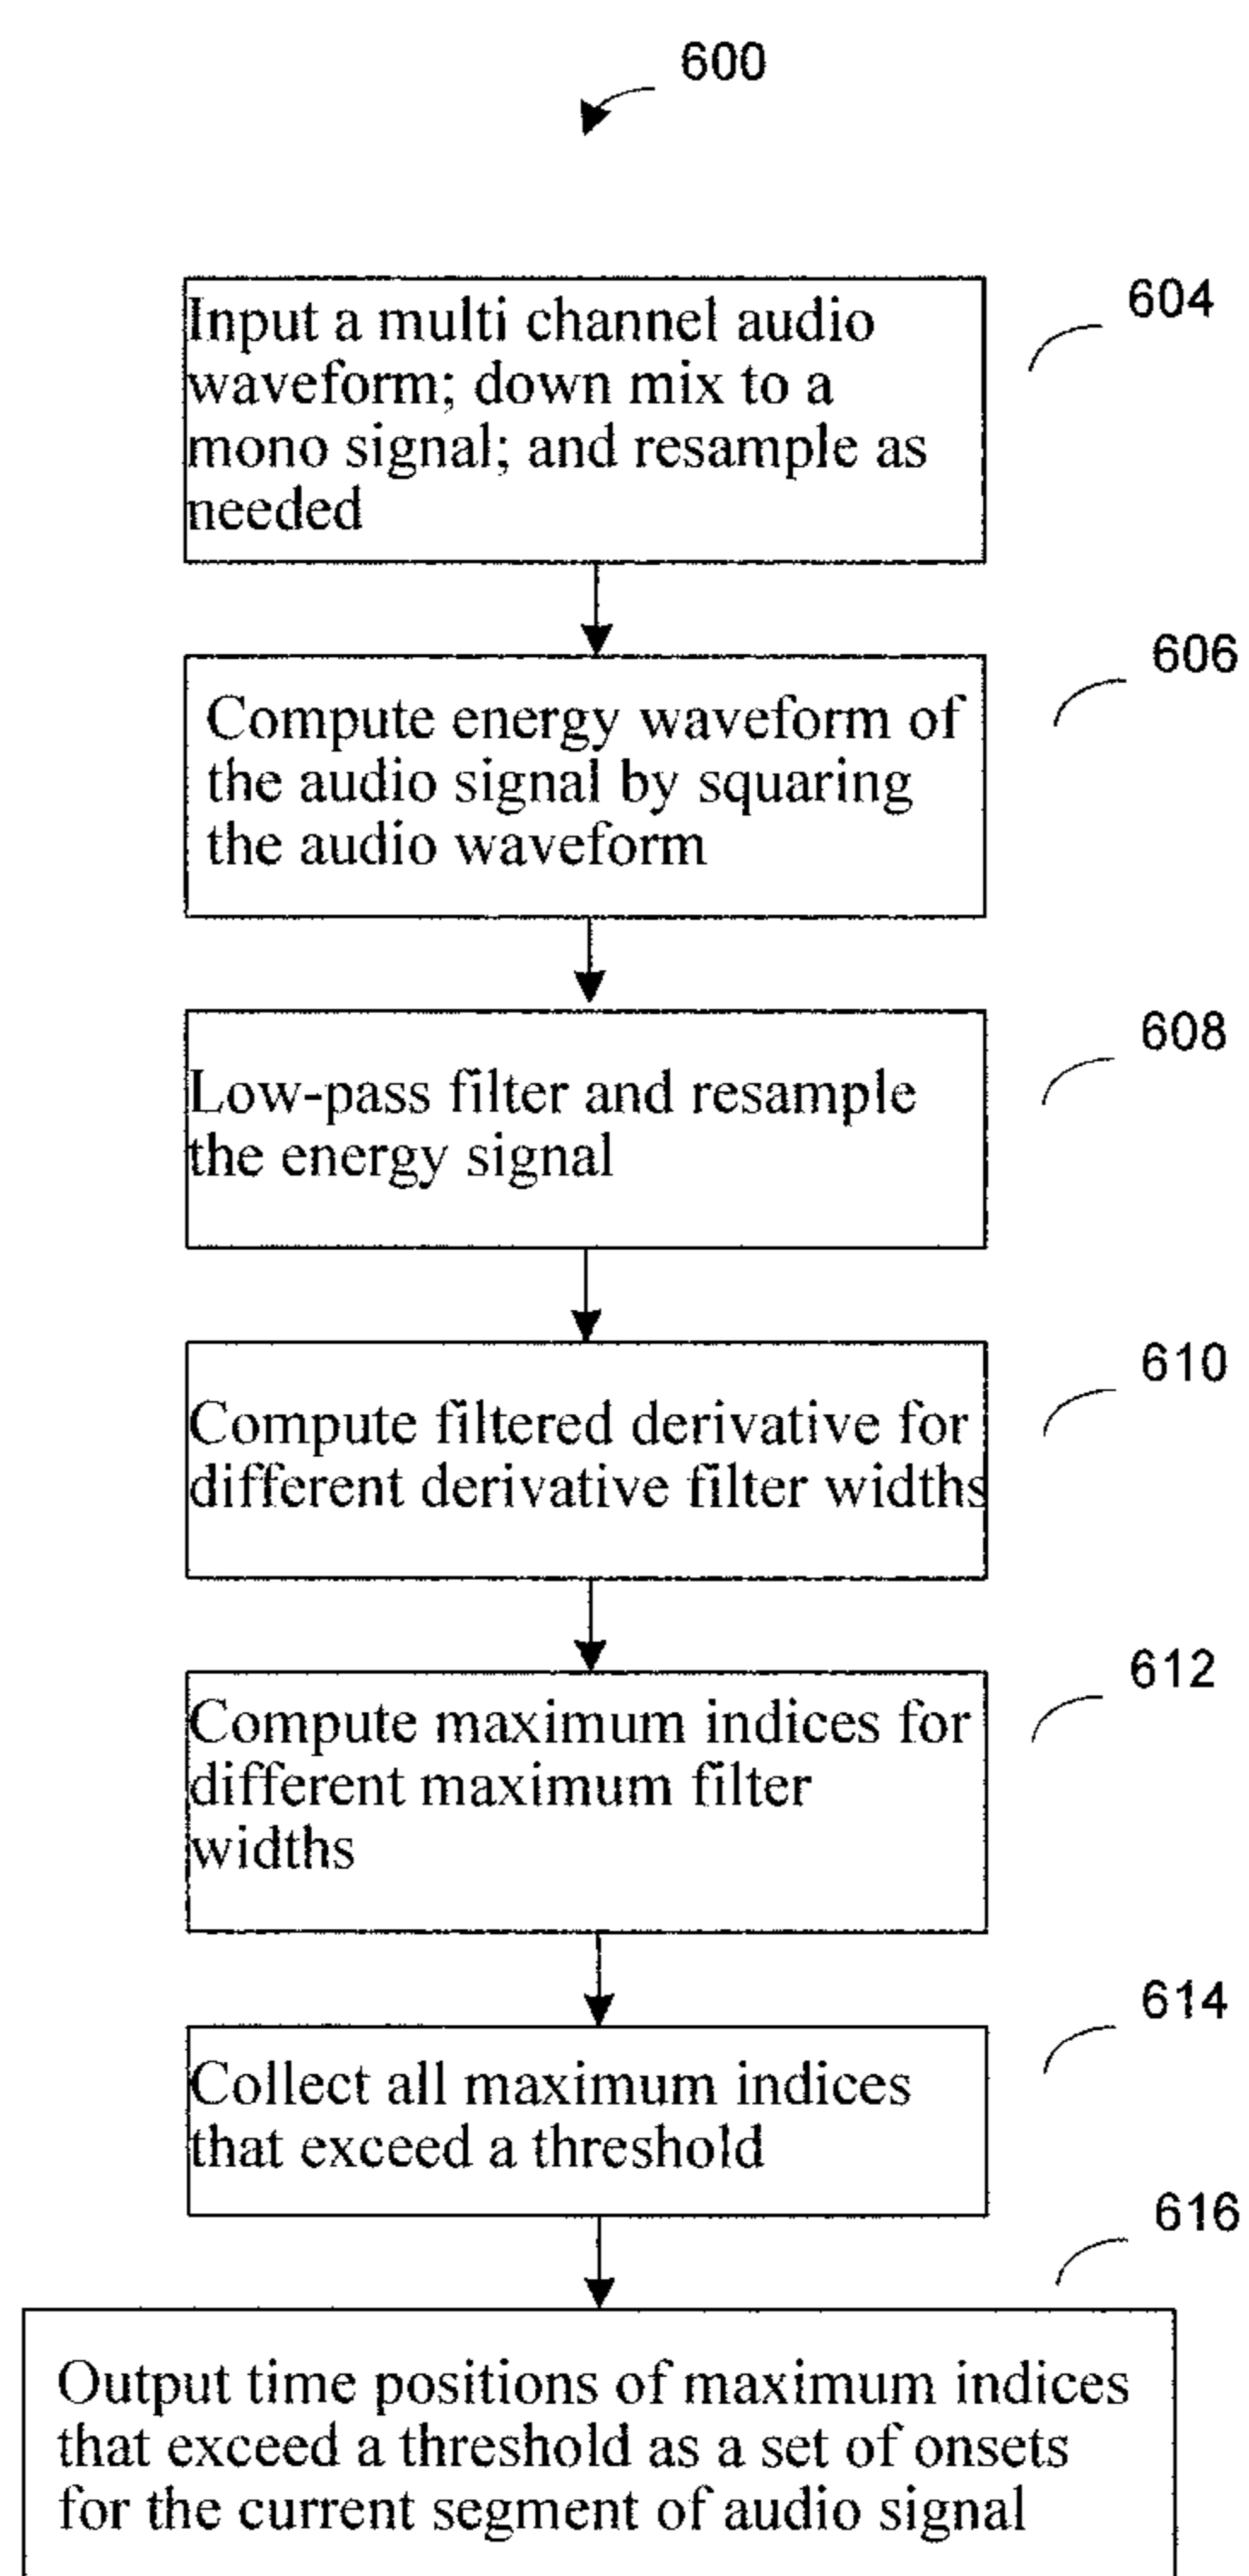 600
604
Input a multi channel audio
waveform; down mix to a
mono signal; and resample as
needed
606
Compute energy waveform of
the audio signal by squaring
the audio waveform
608
Low-pass filter and resample
the energy signal
610
Compute filtered derivative for
different derivative filter widths
612
Compute maximum indices for
different maximum filter
widths
614
Collect all maximum indices
that exceed a threshold
616
Output time positions of maximum indices
that exceed a threshold as a set of onsets
for the current segment of audio signal